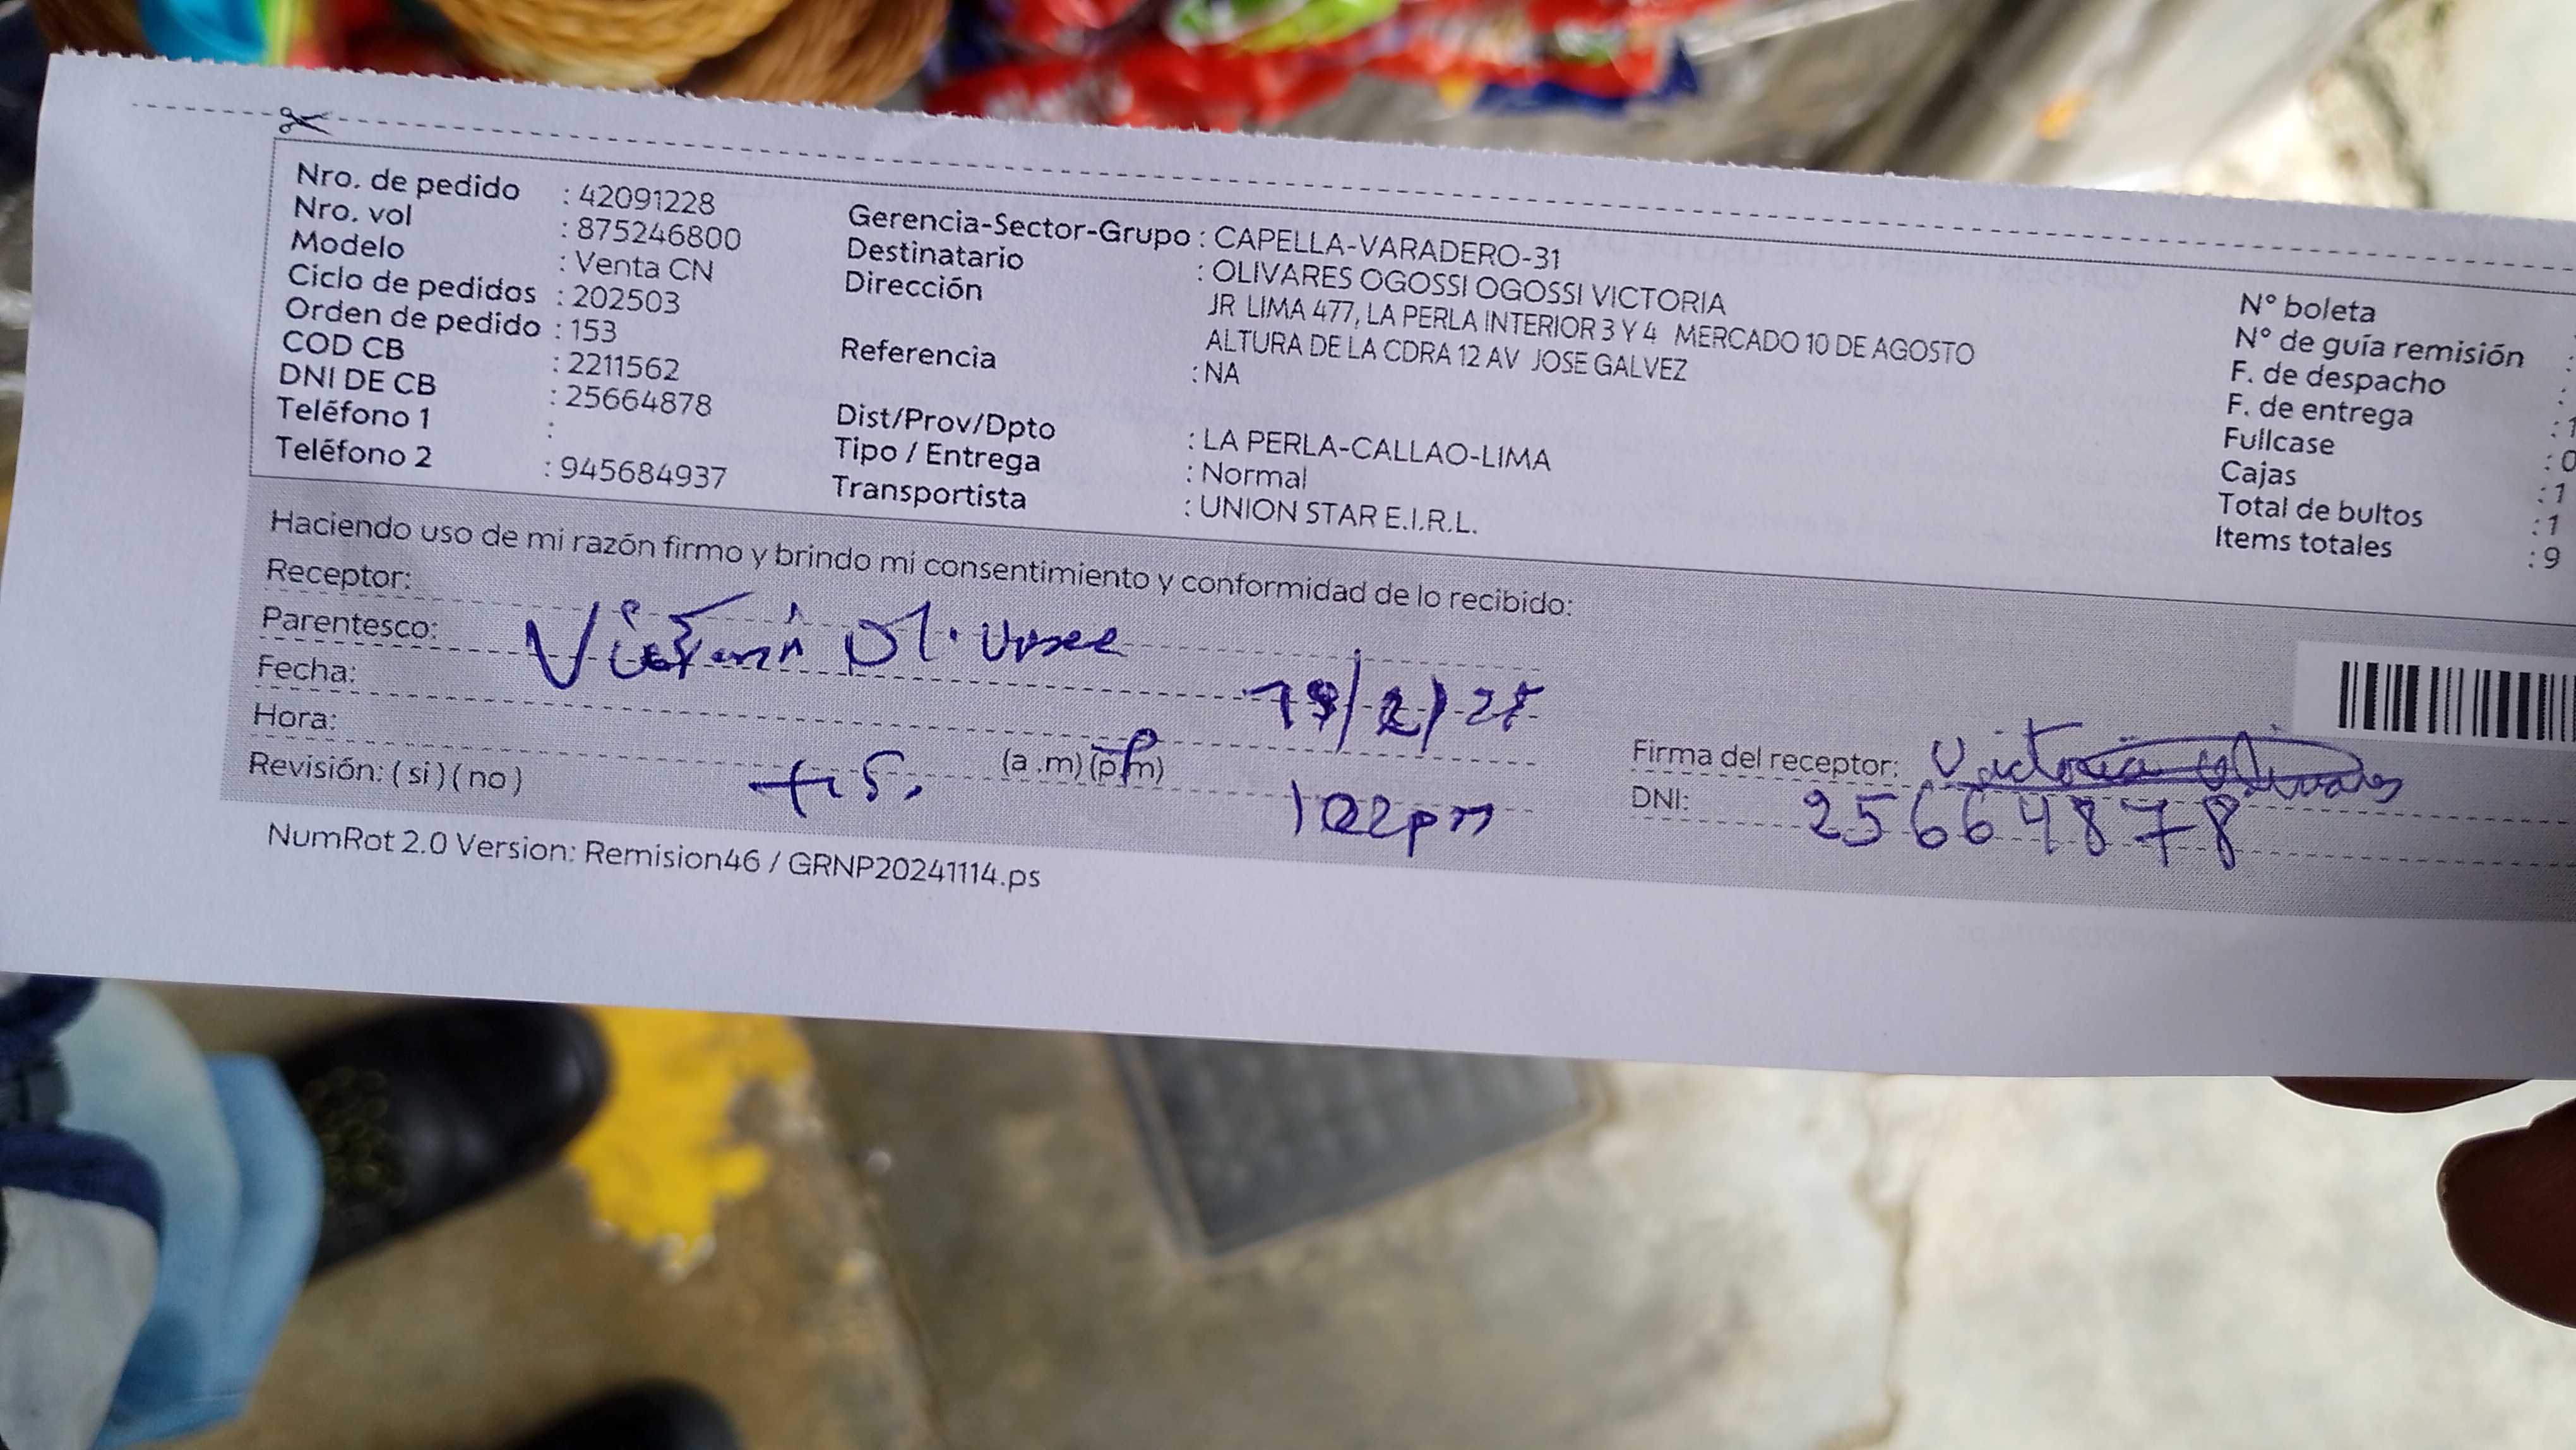 Nro. de pedido : 42091228
Nro. vol : 875246800
Modelo : Venta CN
Ciclo de pedidos : 202503
Orden de pedido : 153
COD CB : 2211562
DNI DE CB : 25664878
Teléfono 1 :
Teléfono 2 : 945684937
Gerencia-Sector-Grupo : CAPELLA-VARADERO-31
Destinatario : OLIVARES OGOSSI OGOSSI VICTORIA
Dirección JR LIMA 477, LA PERLA INTERIOR 3 Y 4 MERCADO 10 DE AGOSTO
ALTURA DE LA CDRA 12 AV JOSE GALVEZ
Referencia : NA
Dist/Prov/Dpto : LA PERLA-CALLAO-LIMA
Tipo / Entrega : Normal
Transportista : UNION STAR E.I.R.L.
N° boleta
N° de guía remisión :
F. de despacho :
F. de entrega : 1
Fullcase : 0
Cajas : 1
Total de bultos : 1
Items totales : 9
Haciendo uso de mi razón firmo y brindo mi consentimiento y conformidad de lo recibido:
Receptor:
Parentesco:
Fecha:
Hora: (a .m) (p.m)
Revisión: ( si ) ( no ) 102pm
Firma del receptor: Victoria Olivares
DNI: 25664878
NumRot 2.0 Version: Remision46 / GRNP20241114.ps